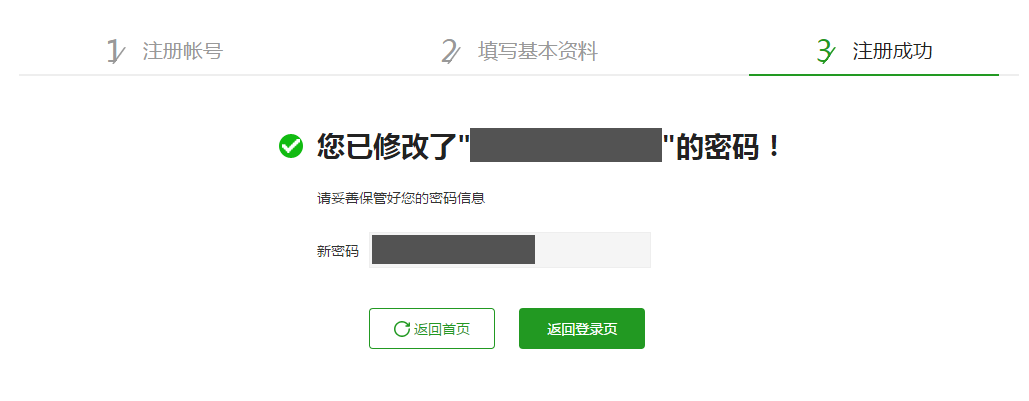 1 注册帐号 2 填写基本资料 3 注册成功
您已修改了""的密码！
请妥善保管好您的密码信息
新密码
返回首页 返回登录页